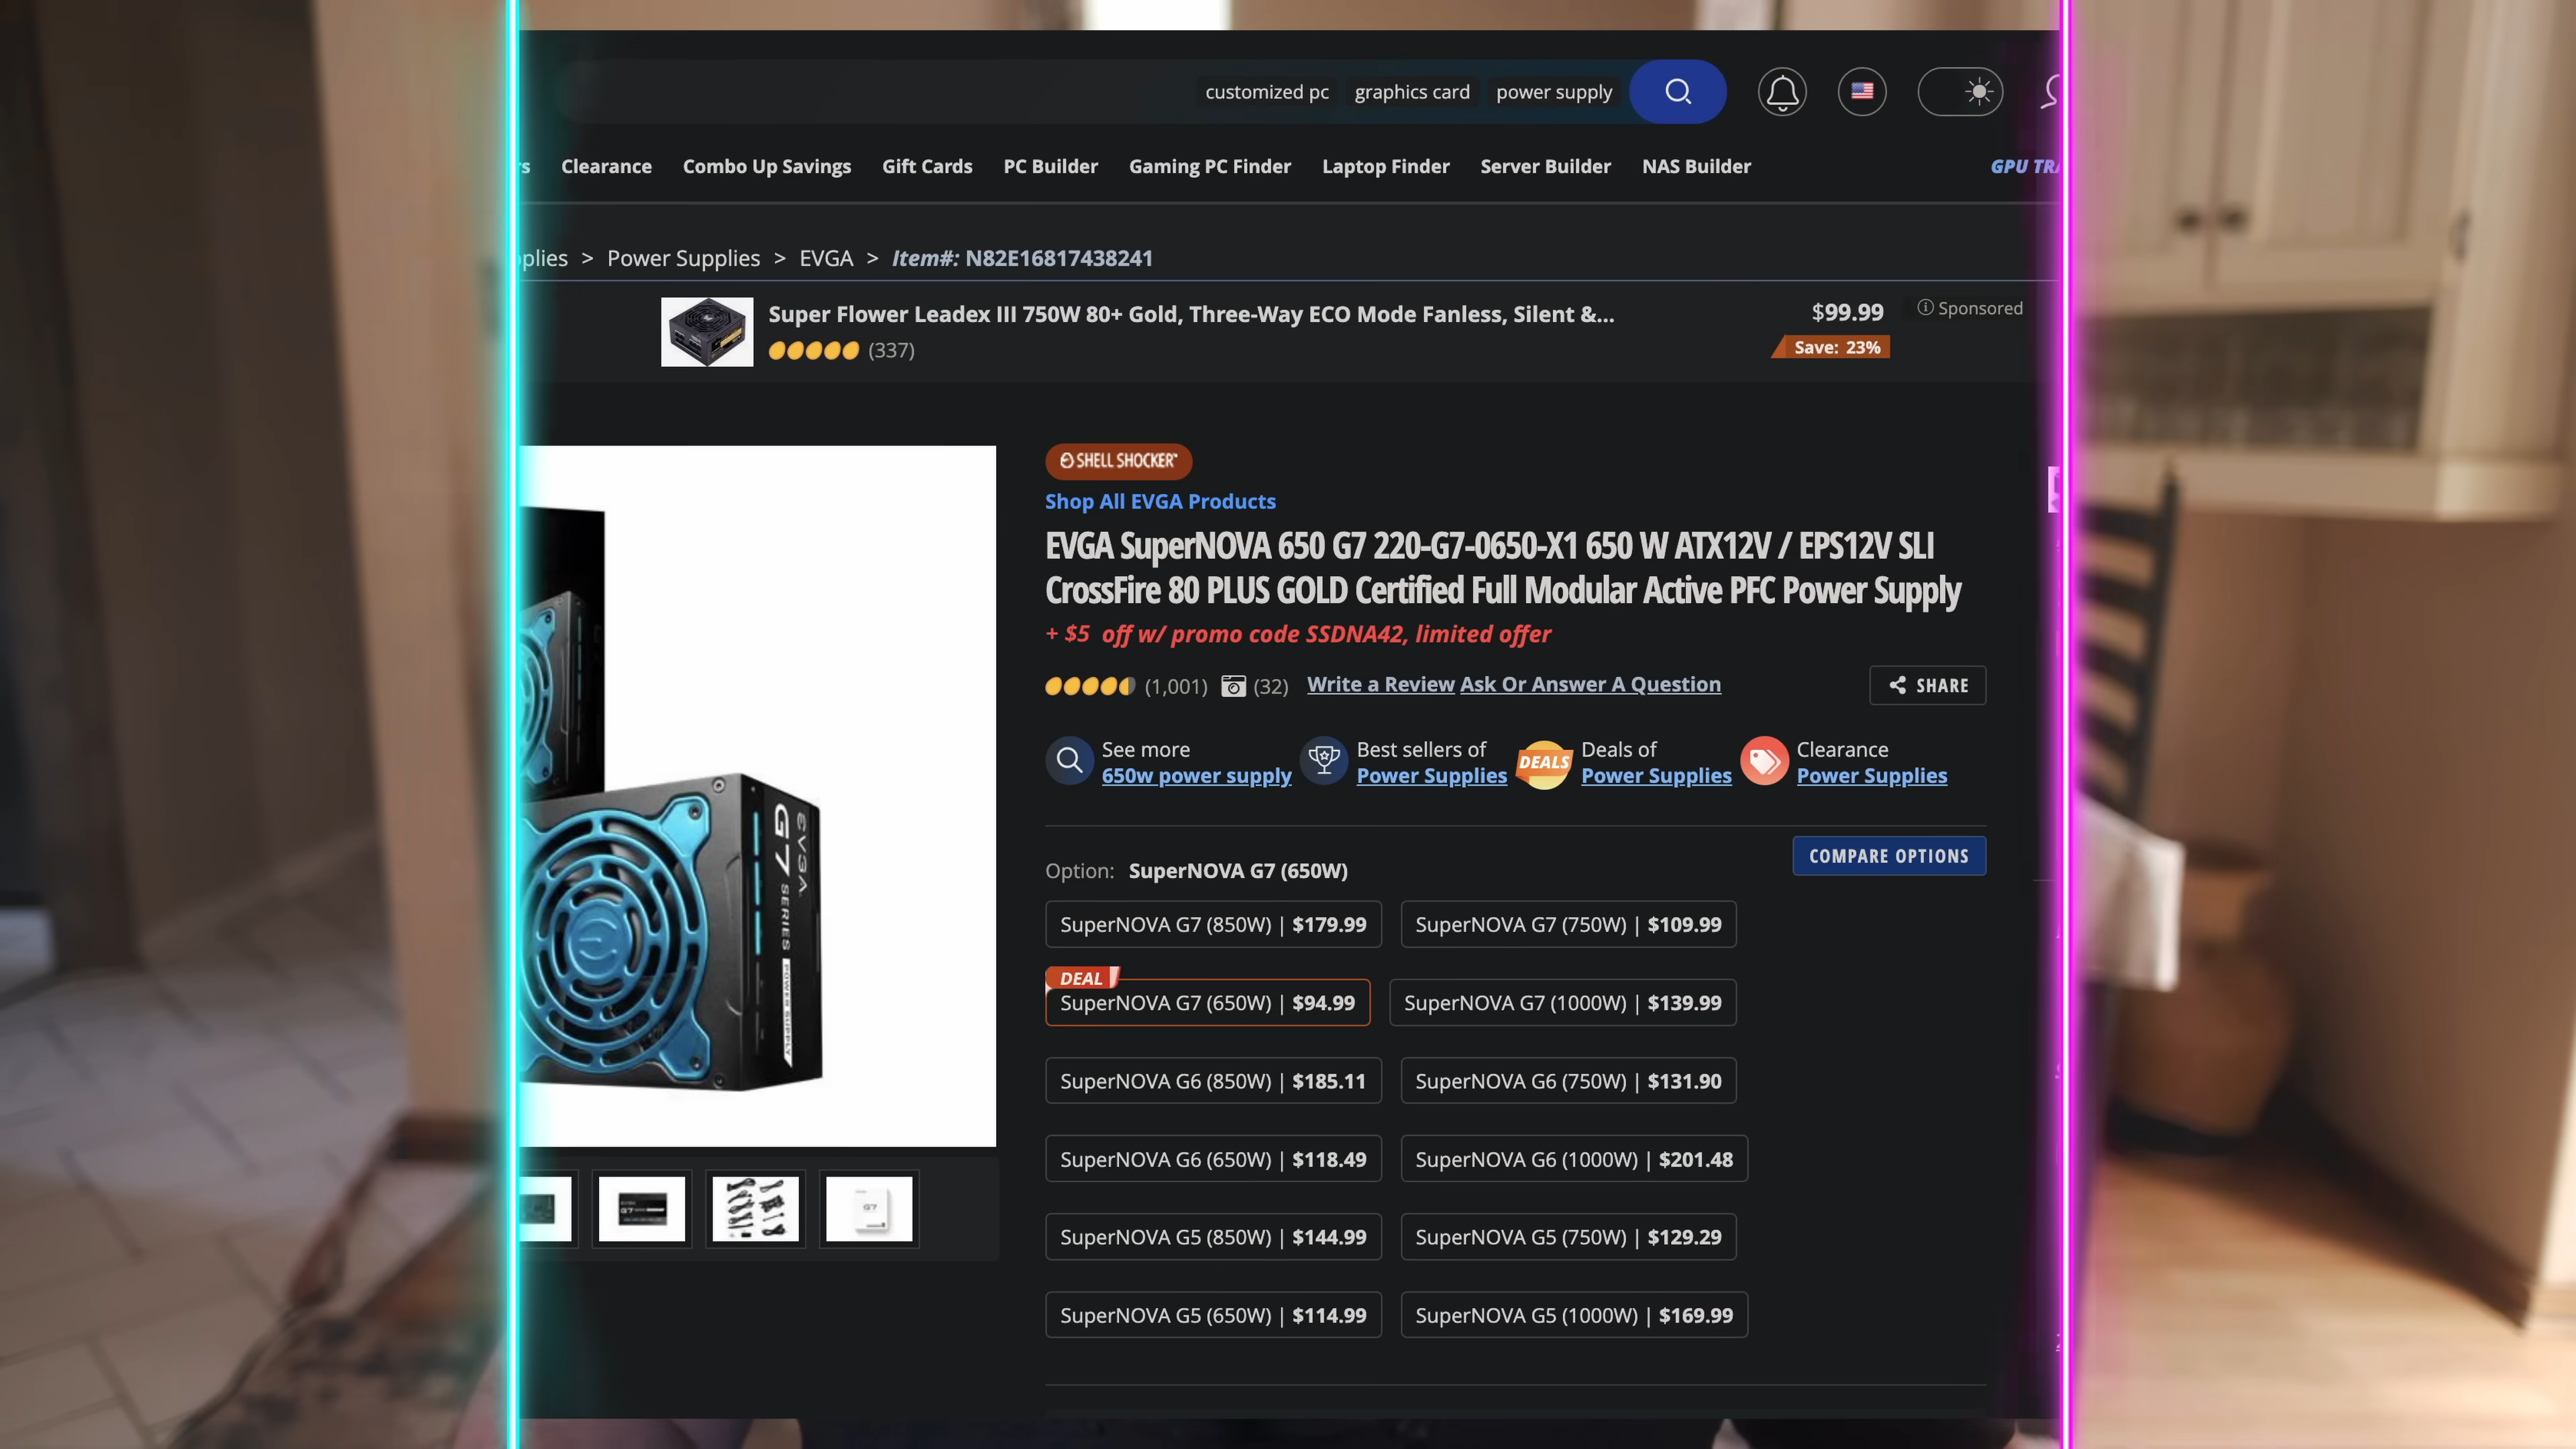 customized pc graphics card power supply
Clearance Combo Up Savings Gift Cards PC Builder Gaming PC Finder Laptop Finder Server Builder NAS Builder GPU
> Power Supplies > EVGA > Item#: N82E16817438241
Super Flower Leadex III 750W 80+ Gold, Three-Way ECO Mode Fanless, Silent &...
$99.99
Sponsored
(337)
Save: 23%
SHELL SHOCKER
Shop All EVGA Products
EVGA SuperNOVA 650 G7 220-G7-0650-X1 650 W ATX12V / EPS12V SLI
CrossFire 80 PLUS GOLD Certified Full Modular Active PFC Power Supply
+ $5 off w/ promo code SSDNA42, limited offer
(1,001) (32) Write a Review Ask Or Answer A Question
SHARE
See more
650w power supply
Best sellers of
Power Supplies
DEALS
Deals of
Power Supplies
Clearance
Power Supplies
COMPARE OPTIONS
Option: SuperNOVA G7 (650W)
SuperNOVA G7 (850W) | $179.99
SuperNOVA G7 (750W) | $109.99
DEAL
SuperNOVA G7 (650W) | $94.99
SuperNOVA G7 (1000W) | $139.99
SuperNOVA G6 (850W) | $185.11
SuperNOVA G6 (750W) | $131.90
SuperNOVA G6 (650W) | $118.49
SuperNOVA G6 (1000W) | $201.48
SuperNOVA G5 (850W) | $144.99
SuperNOVA G5 (750W) | $129.29
SuperNOVA G5 (650W) | $114.99
SuperNOVA G5 (1000W) | $169.99
EVGA
G7 SERIES POWER SUPPLY
G7
G7